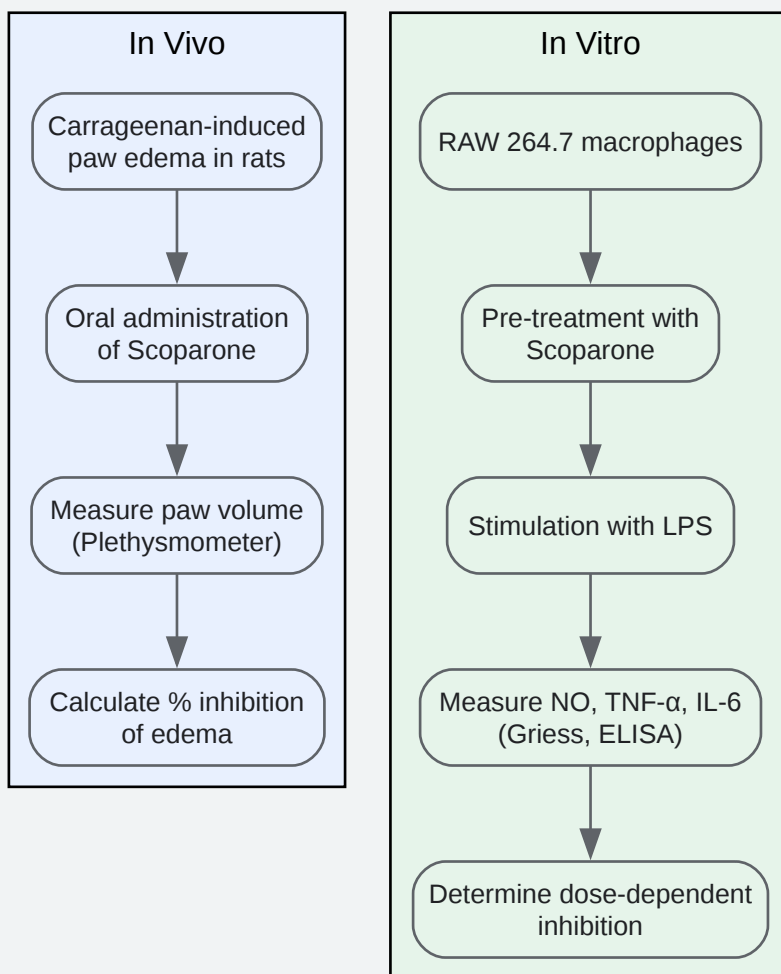 In Vivo
Carrageenan-induced
paw edema in rats
Oral administration
of Scoparone
Measure paw volume
(Plethysmometer)
Calculate % inhibition
of edema
In Vitro
RAW 264.7 macrophages
Pre-treatment with
Scoparone
Stimulation with LPS
Measure NO, TNF-α, IL-6
(Griess, ELISA)
Determine dose-dependent
inhibition